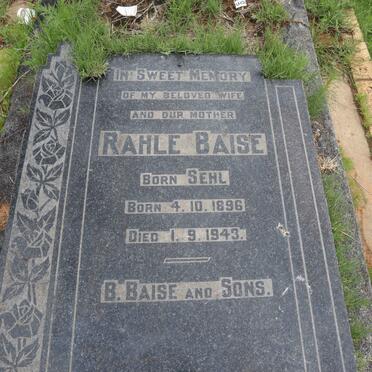 In Sweet Memory
of my beloved wife
and our mother
Rahle Baise
Born Sehl
Born 4.10.1896
Died 1.9.1943.
B. Baise and Sons.